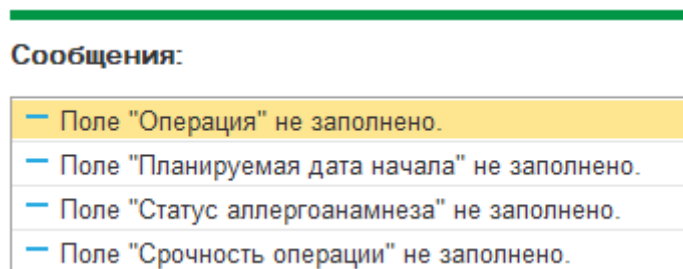 Сообщения:
Поле "Операция" не заполнено.
Поле "Планируемая дата начала" не заполнено.
Поле "Статус аллергоанамнеза" не заполнено.
Поле "Срочность операции" не заполнено.